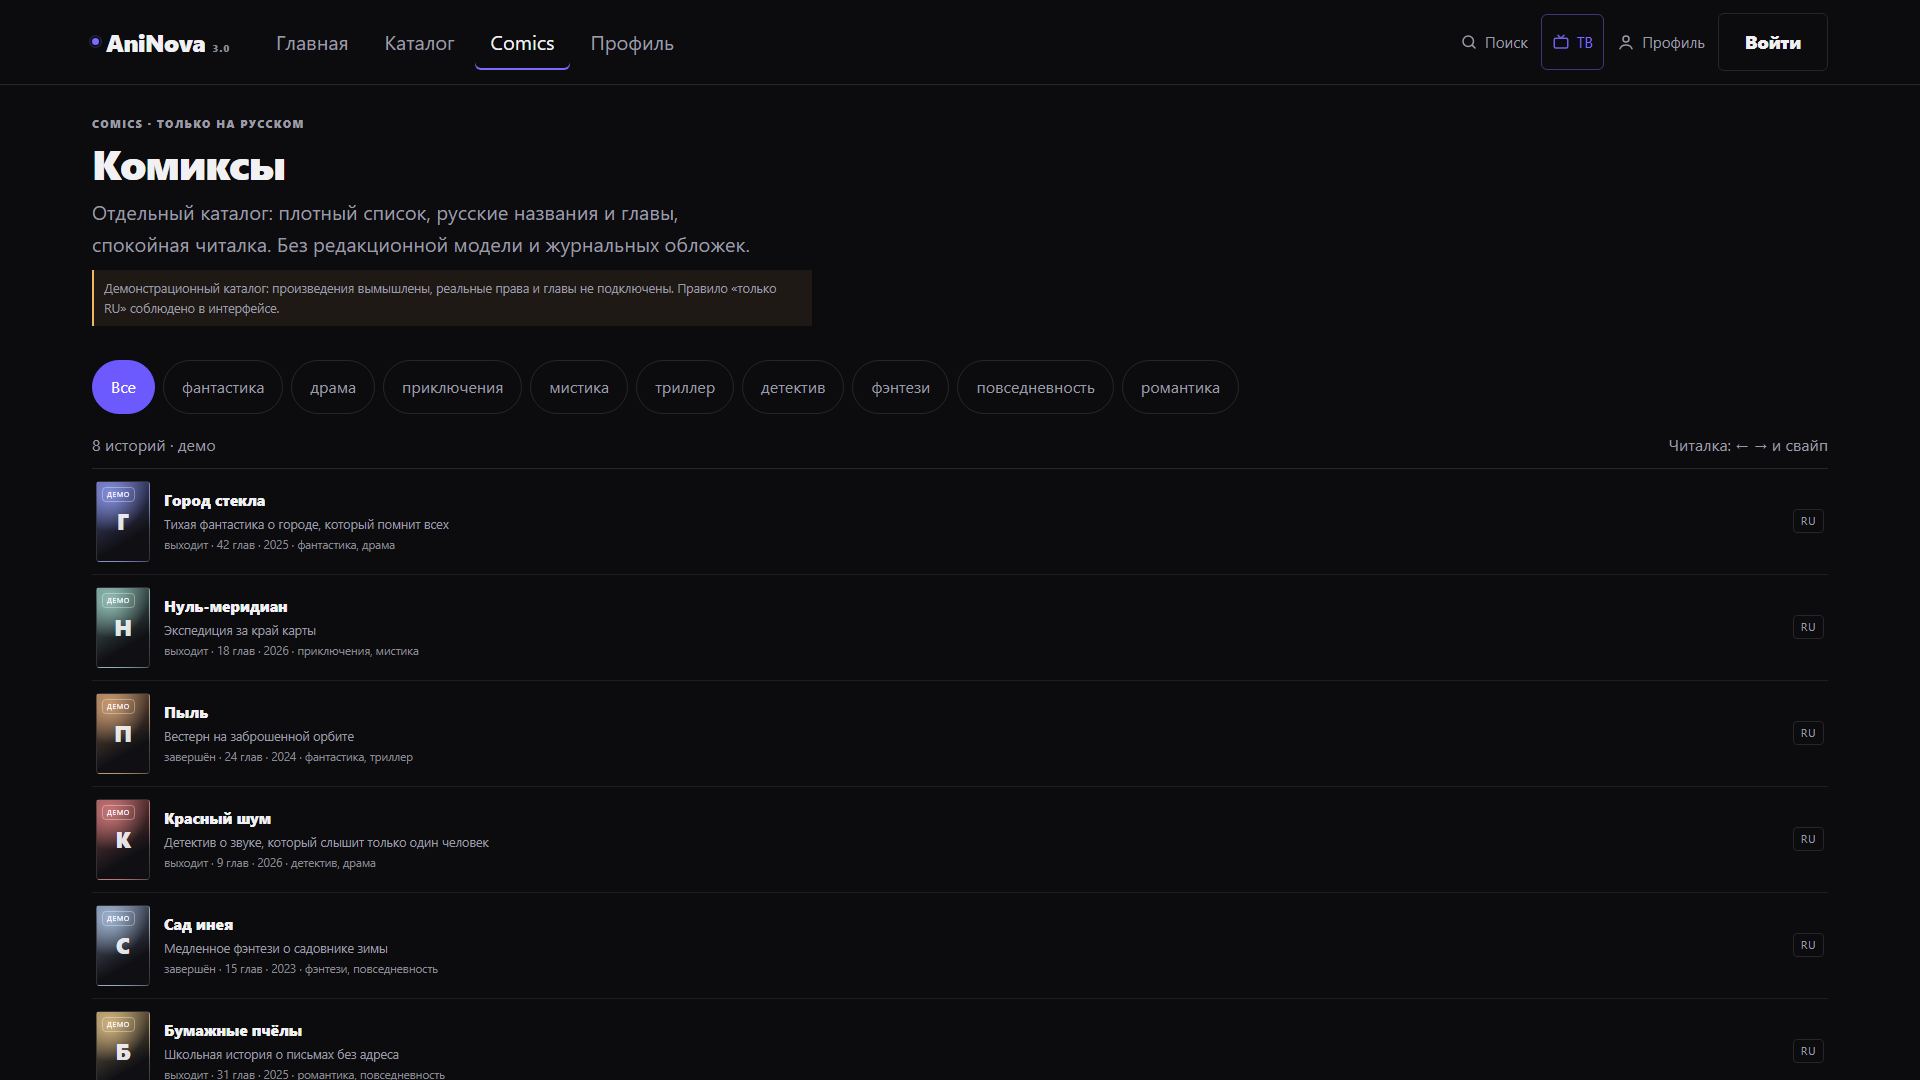 AniNova 3.0
Главная
Каталог
Comics
Профиль
Поиск
ТВ
Профиль
Войти
COMICS · ТОЛЬКО НА РУССКОМ
Комиксы
Отдельный каталог: плотный список, русские названия и главы,
спокойная читалка. Без редакционной модели и журнальных обложек.
Демонстрационный каталог: произведения вымышлены, реальные права и главы не подключены. Правило «только
RU» соблюдено в интерфейсе.
Все
фантастика
драма
приключения
мистика
триллер
детектив
фэнтези
повседневность
романтика
8 историй · демо
Читалка: ← → и свайп
ДЕМО
Г
Город стекла
Тихая фантастика о городе, который помнит всех
выходит · 42 глав · 2025 · фантастика, драма
RU
ДЕМО
Н
Нуль-меридиан
Экспедиция за край карты
выходит · 18 глав · 2026 · приключения, мистика
RU
ДЕМО
П
Пыль
Вестерн на заброшенной орбите
завершён · 24 глав · 2024 · фантастика, триллер
RU
ДЕМО
К
Красный шум
Детектив о звуке, который слышит только один человек
выходит · 9 глав · 2026 · детектив, драма
RU
ДЕМО
С
Сад инея
Медленное фэнтези о садовнике зимы
завершён · 15 глав · 2023 · фэнтези, повседневность
RU
ДЕМО
Б
Бумажные пчёлы
Школьная история о письмах без адреса
выходит · 31 глав · 2025 · романтика, повседневность
RU